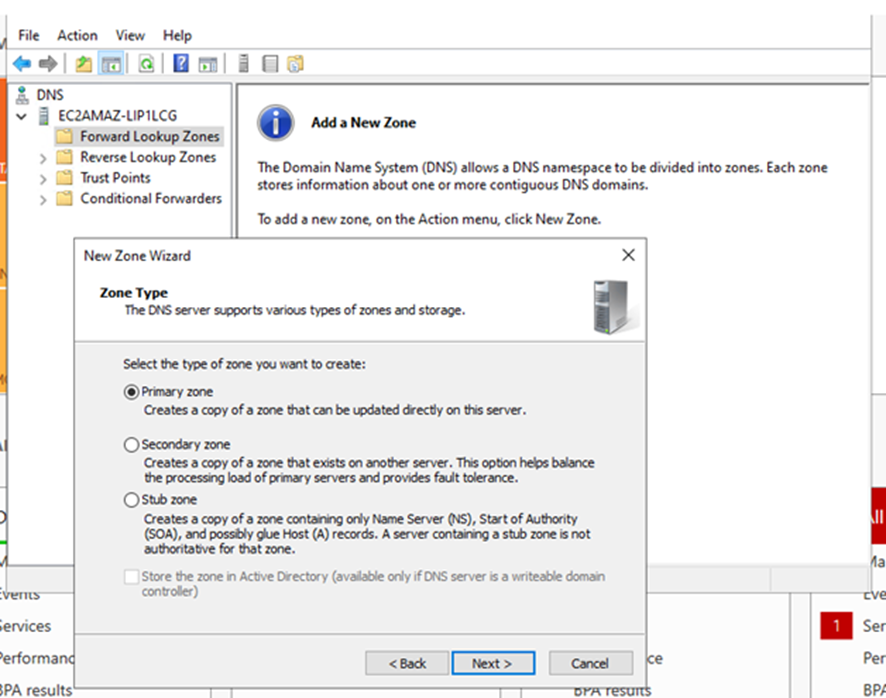 File Action View Help
DNS
EC2AMAZ-LIP1LCG
Forward Lookup Zones
Reverse Lookup Zones
Trust Points
Conditional Forwarders
Add a New Zone
The Domain Name System (DNS) allows a DNS namespace to be divided into zones. Each zone
stores information about one or more contiguous DNS domains.
To add a new zone, on the Action menu, click New Zone.
New Zone Wizard
Zone Type
The DNS server supports various types of zones and storage.
Select the type of zone you want to create:
Primary zone
Creates a copy of a zone that can be updated directly on this server.
Secondary zone
Creates a copy of a zone that exists on another server. This option helps balance
the processing load of primary servers and provides fault tolerance.
Stub zone
Creates a copy of a zone containing only Name Server (NS), Start of Authority
(SOA), and possibly glue Host (A) records. A server containing a stub zone is not
authoritative for that zone.
Store the zone in Active Directory (available only if DNS server is a writeable domain
controller)
< Back Next > Cancel
Events
Services
Performanc
BPA results
ce
BPA results
All
Ma
Eve
1 Ser
Per
BPA